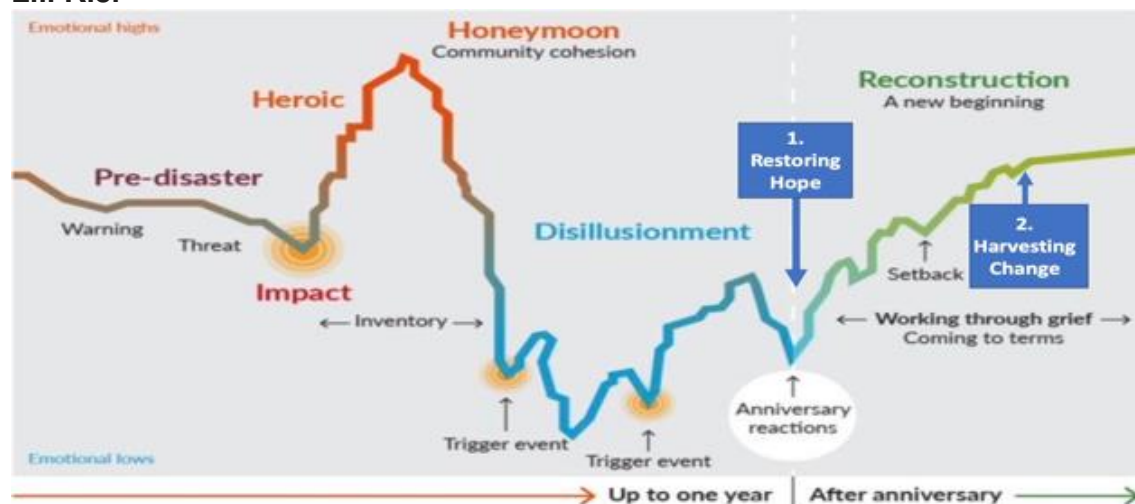 Emotional highs
Honeymoon
Community cohesion
Heroic
Reconstruction
A new beginning
1.
Restoring
Hope
Pre-disaster
Warning
Threat
Disillusionment
2.
Harvesting
Change
Setback
Impact
Inventory
Working through grief
Coming to terms
Anniversary
reactions
Trigger event
Trigger event
Emotional lows
Up to one year
After anniversary